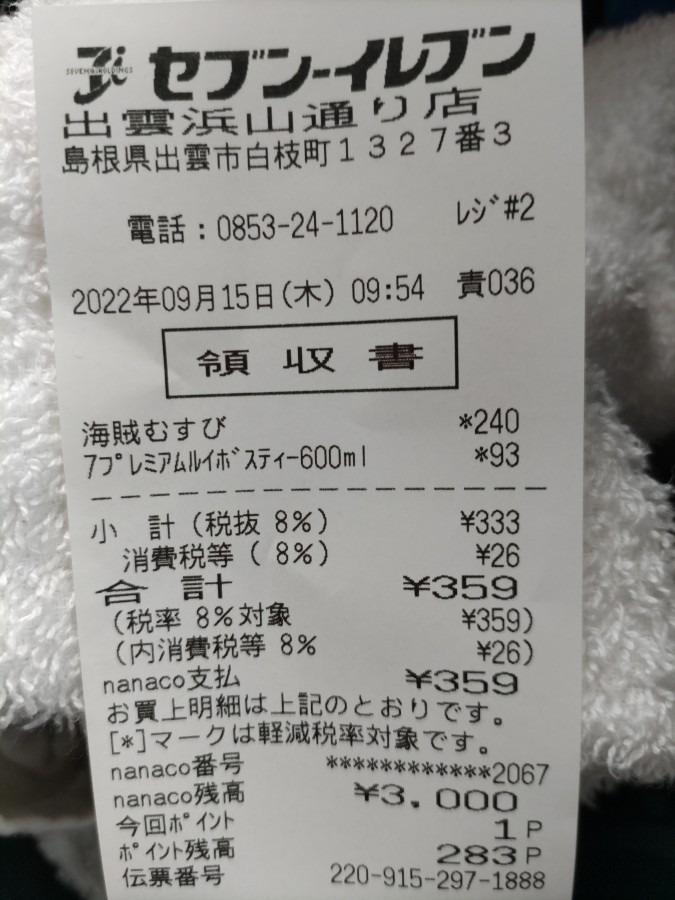 SEVEN&i HOLDINGS
セブン-イレブン
出雲浜山通り店
島根県出雲市白枝町1327番3
電話：0853-24-1120 ﾚｼﾞ#2
2022年09月15日(木) 09:54 責036
領収書
海賊むすび *240
7ﾌﾟﾚﾐｱﾑﾙｲﾎﾞｽﾃｨｰ600ml *93
小 計(税抜 8%) ¥333
消費税等( 8%) ¥26
合計 ¥359
(税率 8%対象 ¥359)
(内消費税等 8% ¥26)
nanaco支払 ¥359
お買上明細は上記のとおりです。
[*]マークは軽減税率対象です。
nanaco番号 ************2067
nanaco残高 ¥3.000
今回ﾎﾟｲﾝﾄ 1P
ﾎﾟｲﾝﾄ残高 283P
伝票番号 220-915-297-1888